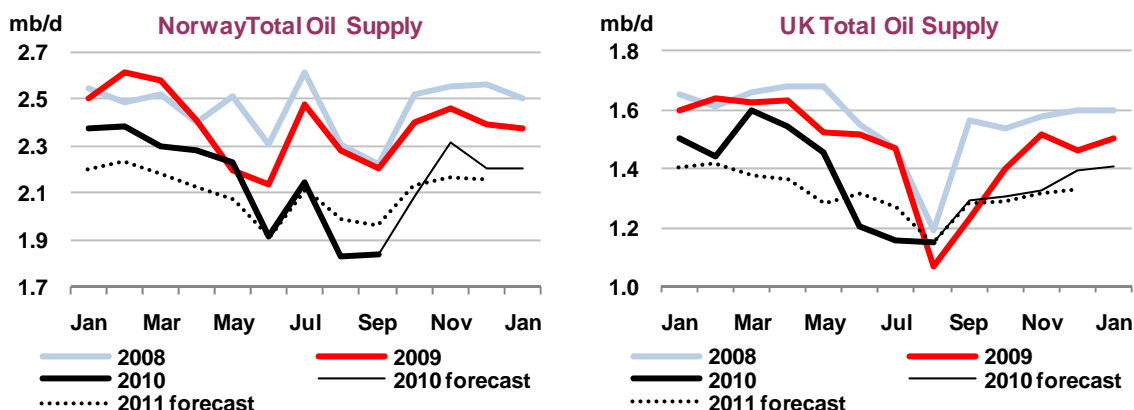 mb/d NorwayTotal Oil Supply
2.7
2.5
2.3
2.1
1.9
1.7
Jan Mar May Jul Sep Nov Jan
2008 2009
2010 2010 forecast
2011 forecast
mb/d UK Total Oil Supply
1.8
1.6
1.4
1.2
1.0
Jan Mar May Jul Sep Nov Jan
2008 2009
2010 2010 forecast
2011 forecast